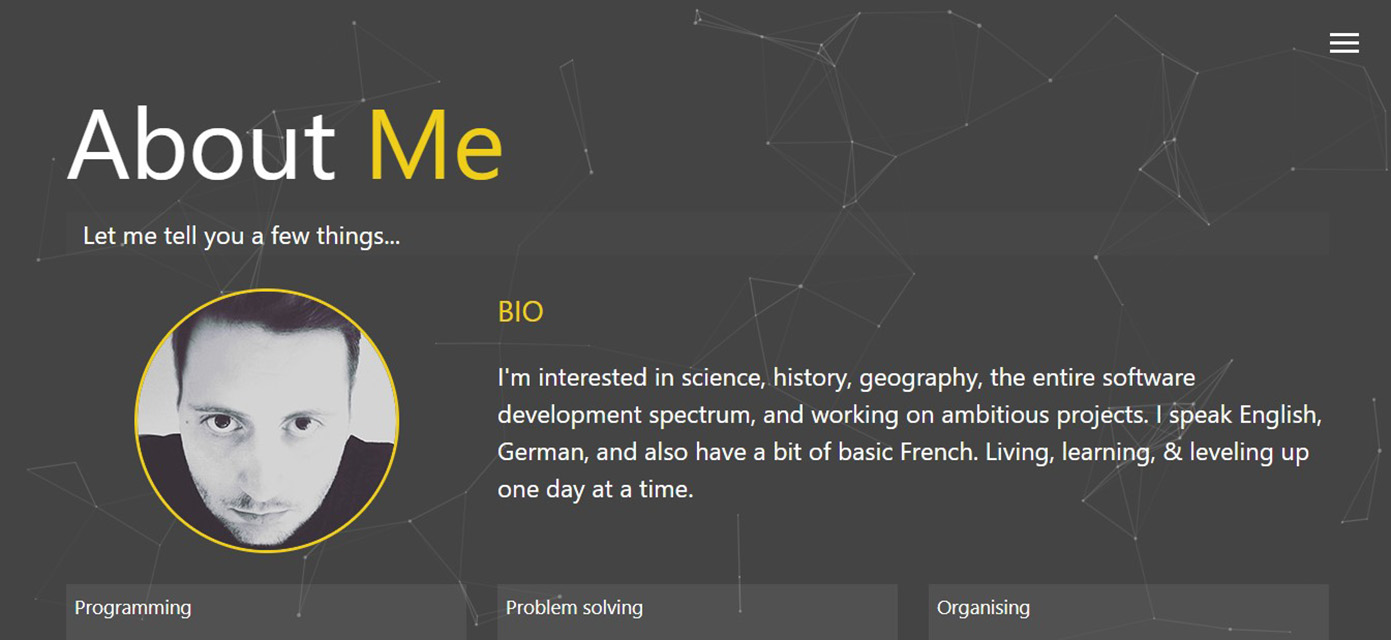 About Me
Let me tell you a few things...
BIO
I'm interested in science, history, geography, the entire software
development spectrum, and working on ambitious projects. I speak English,
German, and also have a bit of basic French. Living, learning, & leveling up
one day at a time.
Programming
Problem solving
Organising